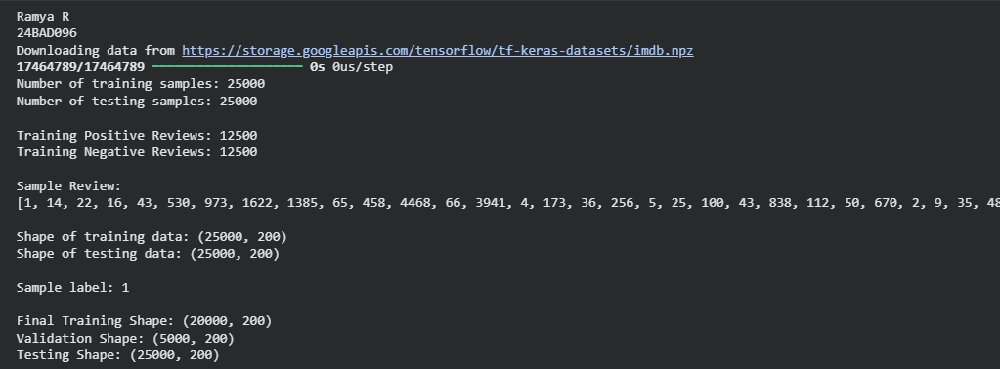 Ramya R
24BAD096
Downloading data from https://storage.googleapis.com/tensorflow/tf-keras-datasets/imdb.npz
17464789/17464789 ━━━━━━━━━━━━━━━━━━━━ 0s 0us/step
Number of training samples: 25000
Number of testing samples: 25000
Training Positive Reviews: 12500
Training Negative Reviews: 12500
Sample Review:
[1, 14, 22, 16, 43, 530, 973, 1622, 1385, 65, 458, 4468, 66, 3941, 4, 173, 36, 256, 5, 25, 100, 43, 838, 112, 50, 670, 2, 9, 35, 48
Shape of training data: (25000, 200)
Shape of testing data: (25000, 200)
Sample label: 1
Final Training Shape: (20000, 200)
Validation Shape: (5000, 200)
Testing Shape: (25000, 200)